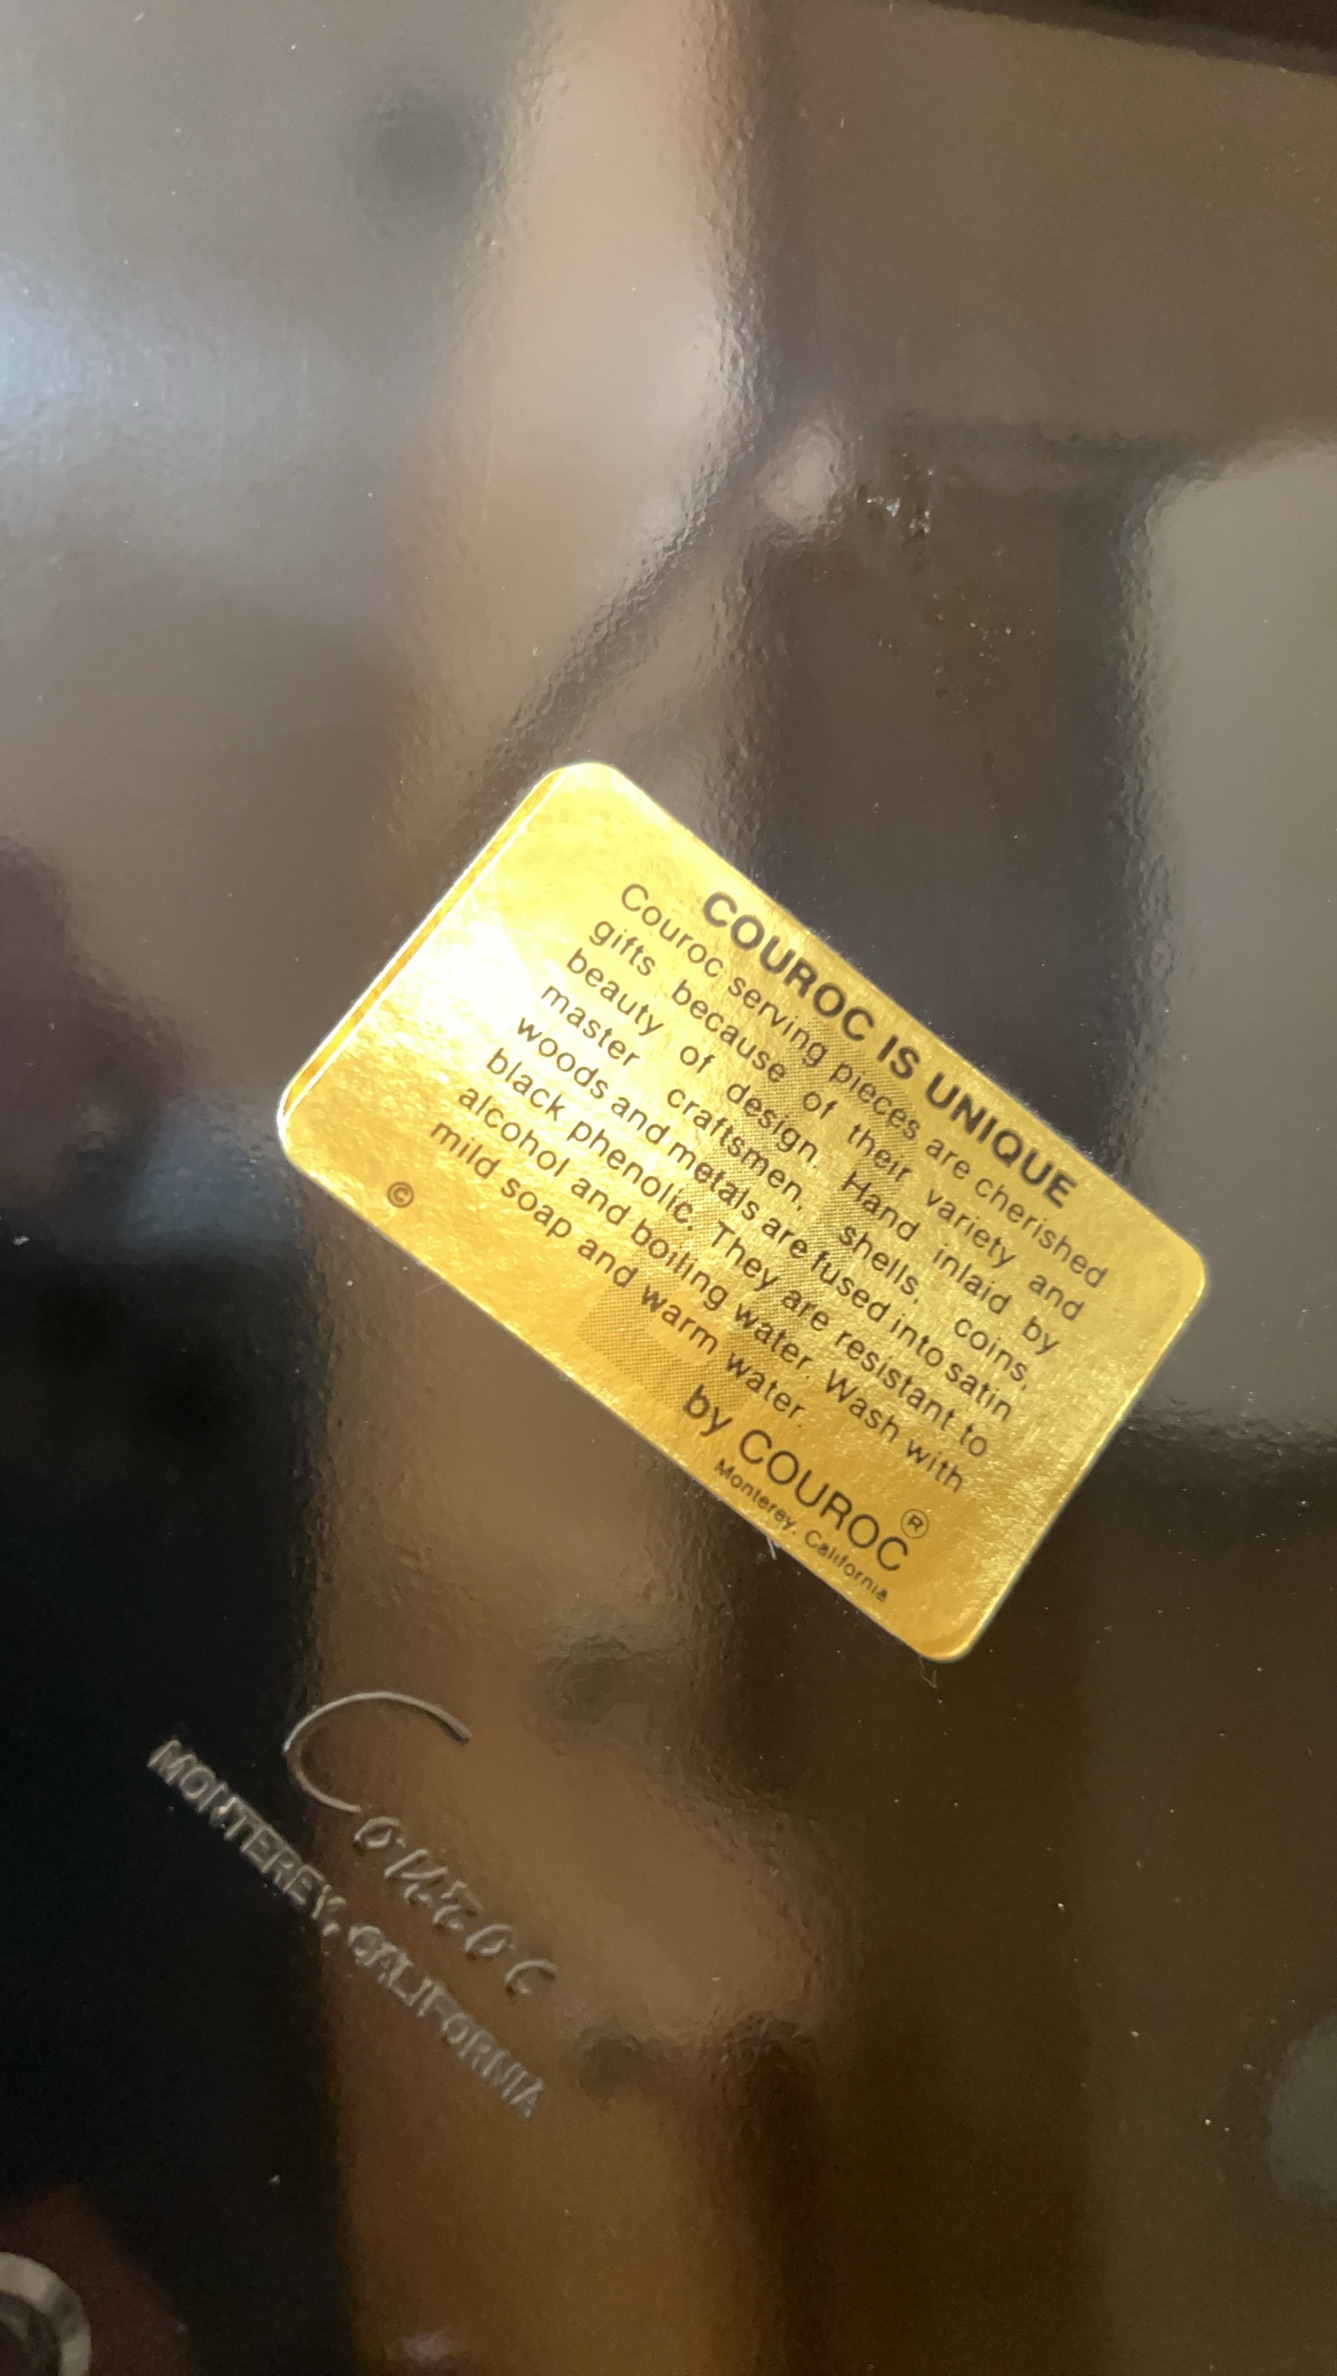 COUROC IS UNIQUE
Couroc serving pieces are cherished
gifts because of their variety and
beauty of design. Hand inlaid by
master craftsmen, shells, coins,
woods and metals are fused into satin
black phenolic. They are resistant to
alcohol and boiling water. Wash with
mild soap and warm water.
by COUROC®
© Monterey, California
Couroc
MONTEREY, CALIFORNIA